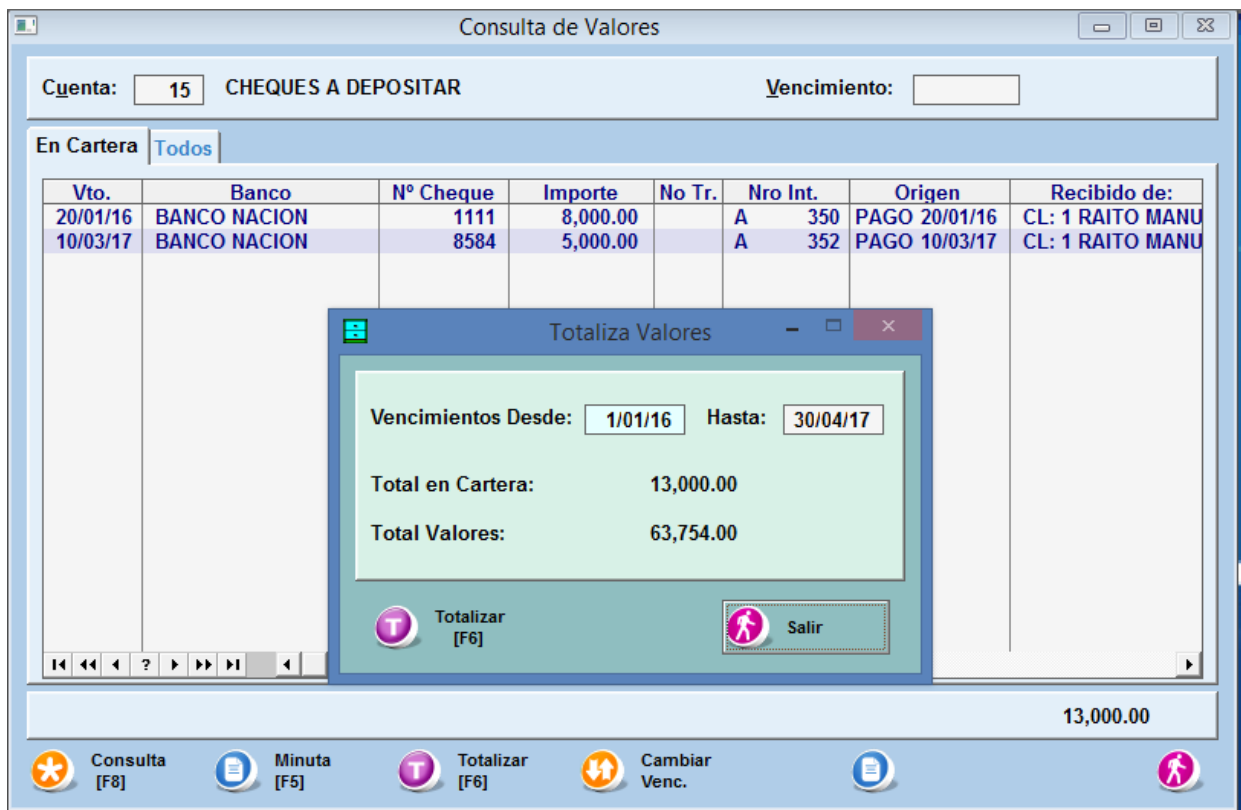 Consulta de Valores
Cuenta: 15 CHEQUES A DEPOSITAR Vencimiento:
En Cartera Todos
Vto. Banco Nº Cheque Importe No Tr. Nro Int. Origen Recibido de:
20/01/16 BANCO NACION 1111 8,000.00 A 350 PAGO 20/01/16 CL: 1 RAITO MANU
10/03/17 BANCO NACION 8584 5,000.00 A 352 PAGO 10/03/17 CL: 1 RAITO MANU
Totaliza Valores
Vencimientos Desde: 1/01/16 Hasta: 30/04/17
Total en Cartera: 13,000.00
Total Valores: 63,754.00
T Totalizar
[F6]
Salir
?
13,000.00
Consulta
[F8]
Minuta
[F5]
T Totalizar
[F6]
Cambiar
Venc.